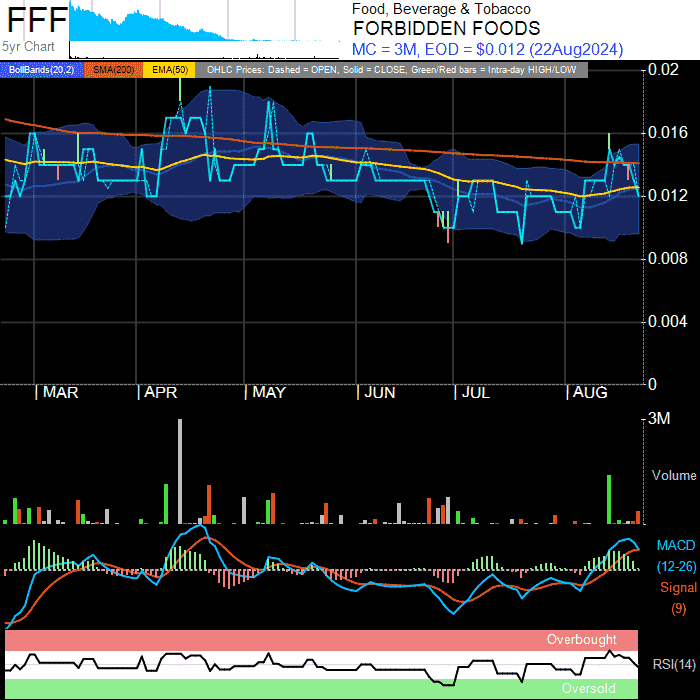 FFF
5yr Chart
Food, Beverage & Tobacco
FORBIDDEN FOODS
MC = 3M, EOD = $0.012 (22Aug2024)
BollBands(20,2) SMA(200) EMA(50) OHLC Prices: Dashed = OPEN, Solid = CLOSE, Green/Red bars = Intra-day HIGH/LOW
0.02
0.016
0.012
0.008
0.004
0
| MAR | APR | MAY | JUN | JUL | AUG
3M
Volume
MACD
(12-26)
Signal
(9)
Overbought
RSI(14)
Oversold